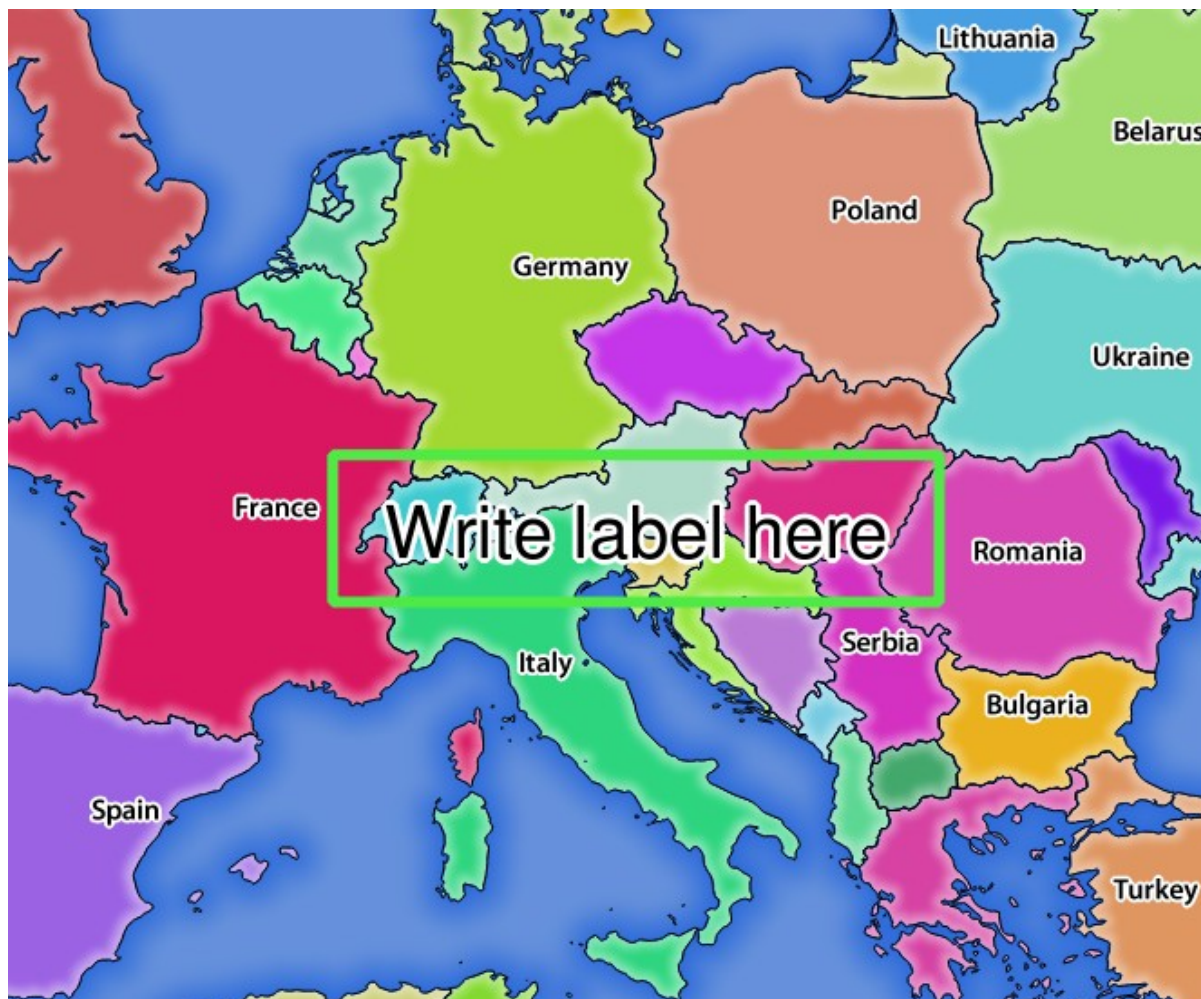 Lithuania
Belarus
Poland
Germany
Ukraine
France
Write label here
Romania
Serbia
Italy
Bulgaria
Spain
Turkey